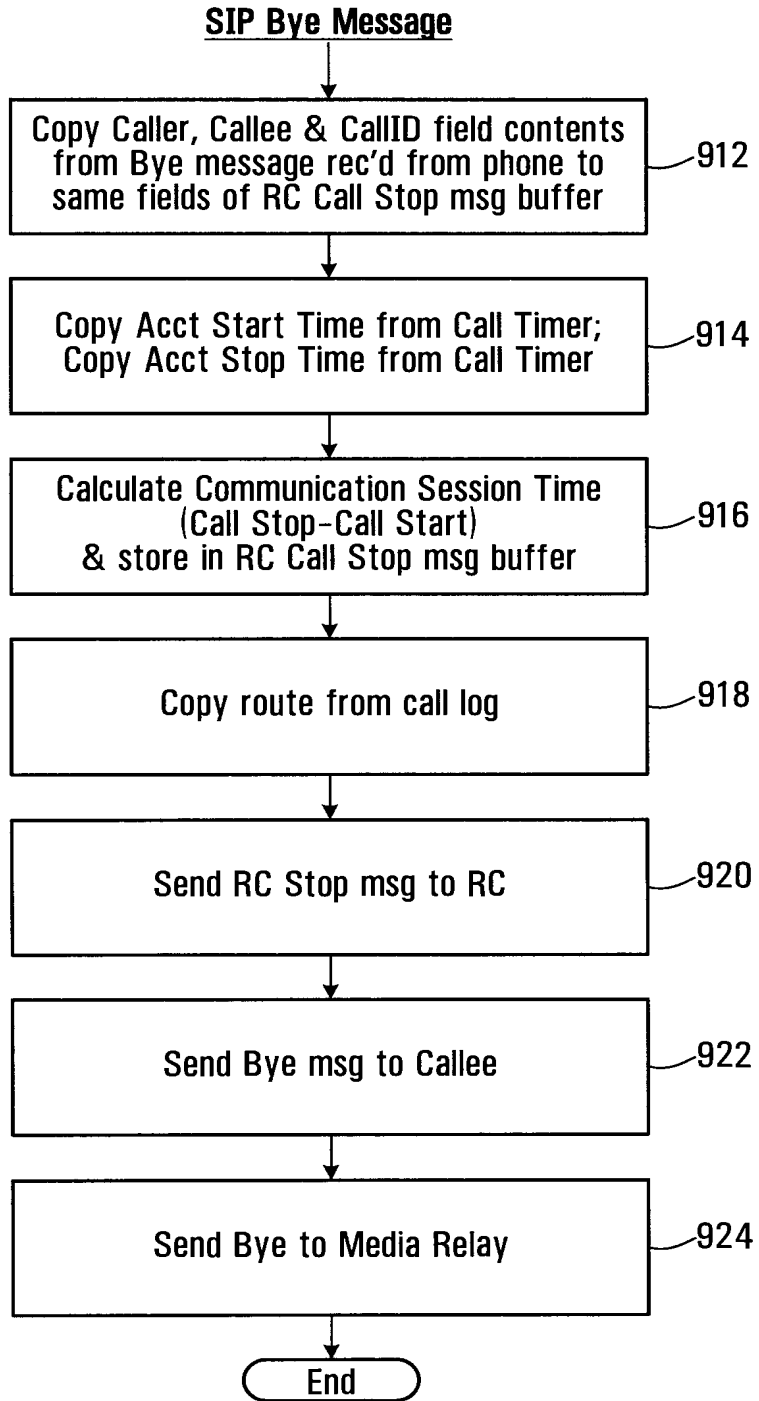 SIP Bye Message
Copy Caller, Callee & CallID field contents
from Bye message rec'd from phone to
same fields of RC Call Stop msg buffer
912
Copy Acct Start Time from Call Timer;
Copy Acct Stop Time from Call Timer
914
Calculate Communication Session Time
(Call Stop-Call Start)
& store in RC Call Stop msg buffer
916
Copy route from call log
918
Send RC Stop msg to RC
920
Send Bye msg to Callee
922
Send Bye to Media Relay
924
End